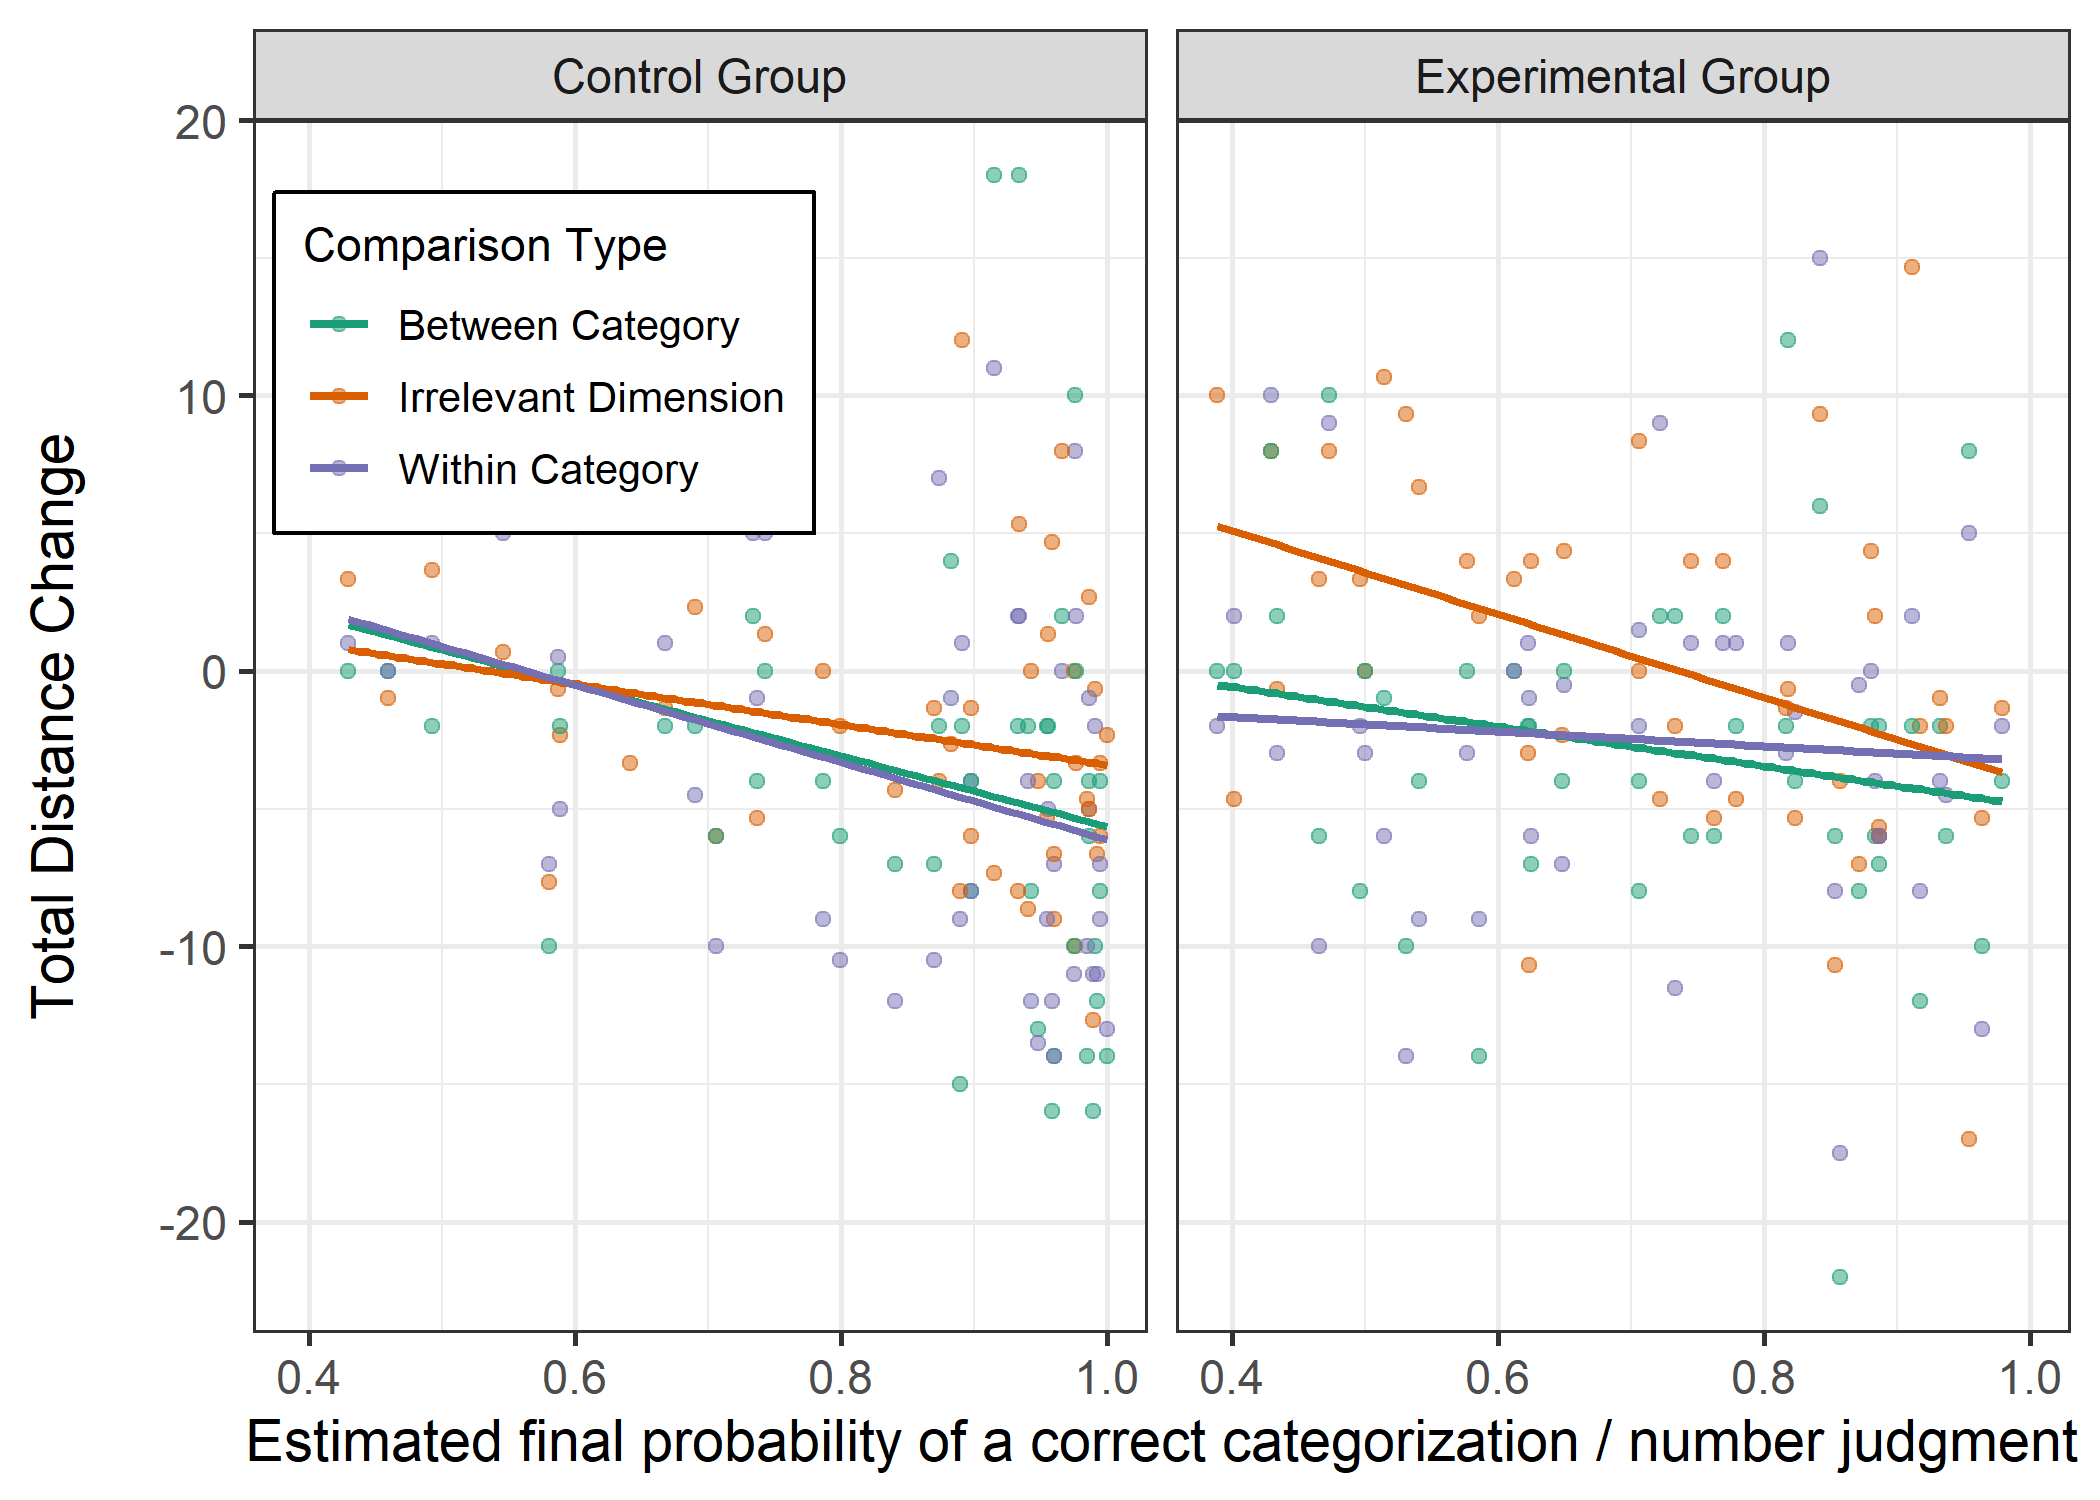 Control Group
Experimental Group
20
10
0
-10
-20
Total Distance Change
Comparison Type
Between Category
Irrelevant Dimension
Within Category
0.4 0.6 0.8 1.0 0.4 0.6 0.8 1.0
Estimated final probability of a correct categorization / number judgment